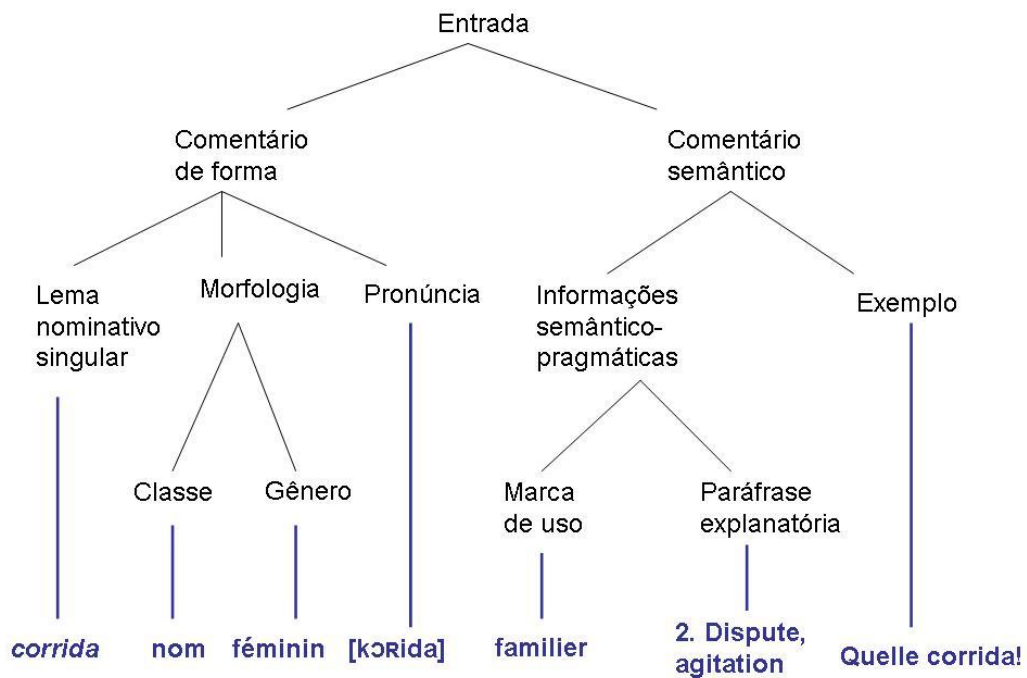 Entrada
Comentário
de forma
Comentário
semântico
Lema
nominativo
singular
Morfologia
Pronúncia
Informações
semântico-
pragmáticas
Exemplo
Classe
Gênero
Marca
de uso
Paráfrase
explanatória
corrida
nom
féminin
[kɔʀida]
familier
2. Dispute,
agitation
Quelle corrida!